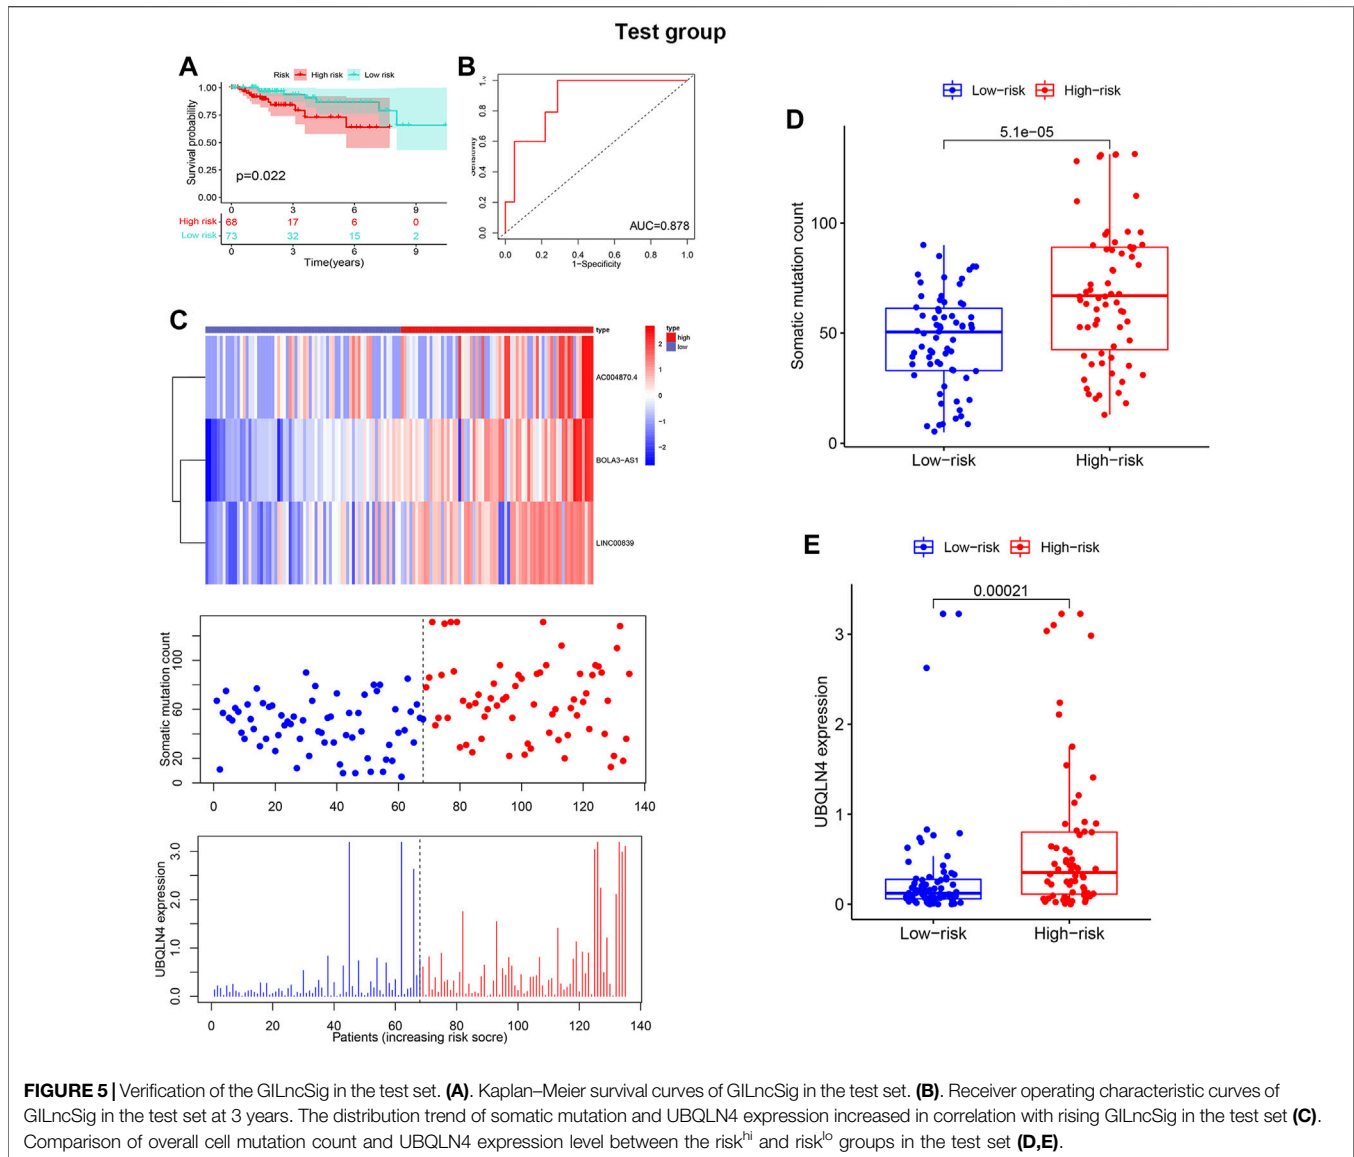 Test group
A
Risk High risk Low risk
Survival probability
1.00
0.75
0.50
0.25
0.00
p=0.022
0 3 6 9
High risk 68 17 6 0
Low risk 73 32 15 2
0 3 6 9
Time(years)
B
Sensitivity
0.8
0.6
0.4
0.2
0.0
AUC=0.878
0.0 0.2 0.4 0.6 0.8 1.0
1-Specificity
C
type
AC004870.4
BOLA3-AS1
LINC00839
2
1
0
−1
−2
type
high
low
Somatic mutation count
100
60
20
0
0 20 40 60 80 100 120 140
UBQLN4 expression
3.0
2.0
1.0
0.0
0 20 40 60 80 100 120 140
Patients (increasing risk socre)
Low−risk High−risk
D
5.1e−05
Somatic mutation count
100
50
0
Low−risk High−risk
E
Low−risk High−risk
0.00021
UBQLN4 expression
3
2
1
0
Low−risk High−risk
FIGURE 5 | Verification of the GILncSig in the test set. (A). Kaplan–Meier survival curves of GILncSig in the test set. (B). Receiver operating characteristic curves of
GILncSig in the test set at 3 years. The distribution trend of somatic mutation and UBQLN4 expression increased in correlation with rising GILncSig in the test set (C).
Comparison of overall cell mutation count and UBQLN4 expression level between the risk^hi and risk^lo groups in the test set (D,E).